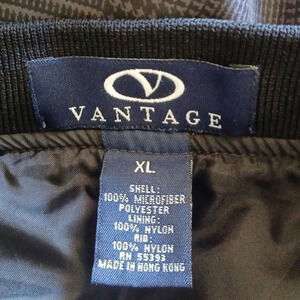 VANTAGE
XL
SHELL:
100% MICROFIBER
POLYESTER
LINING:
100% NYLON
RIB:
100% NYLON
RN 55393
MADE IN HONG KONG